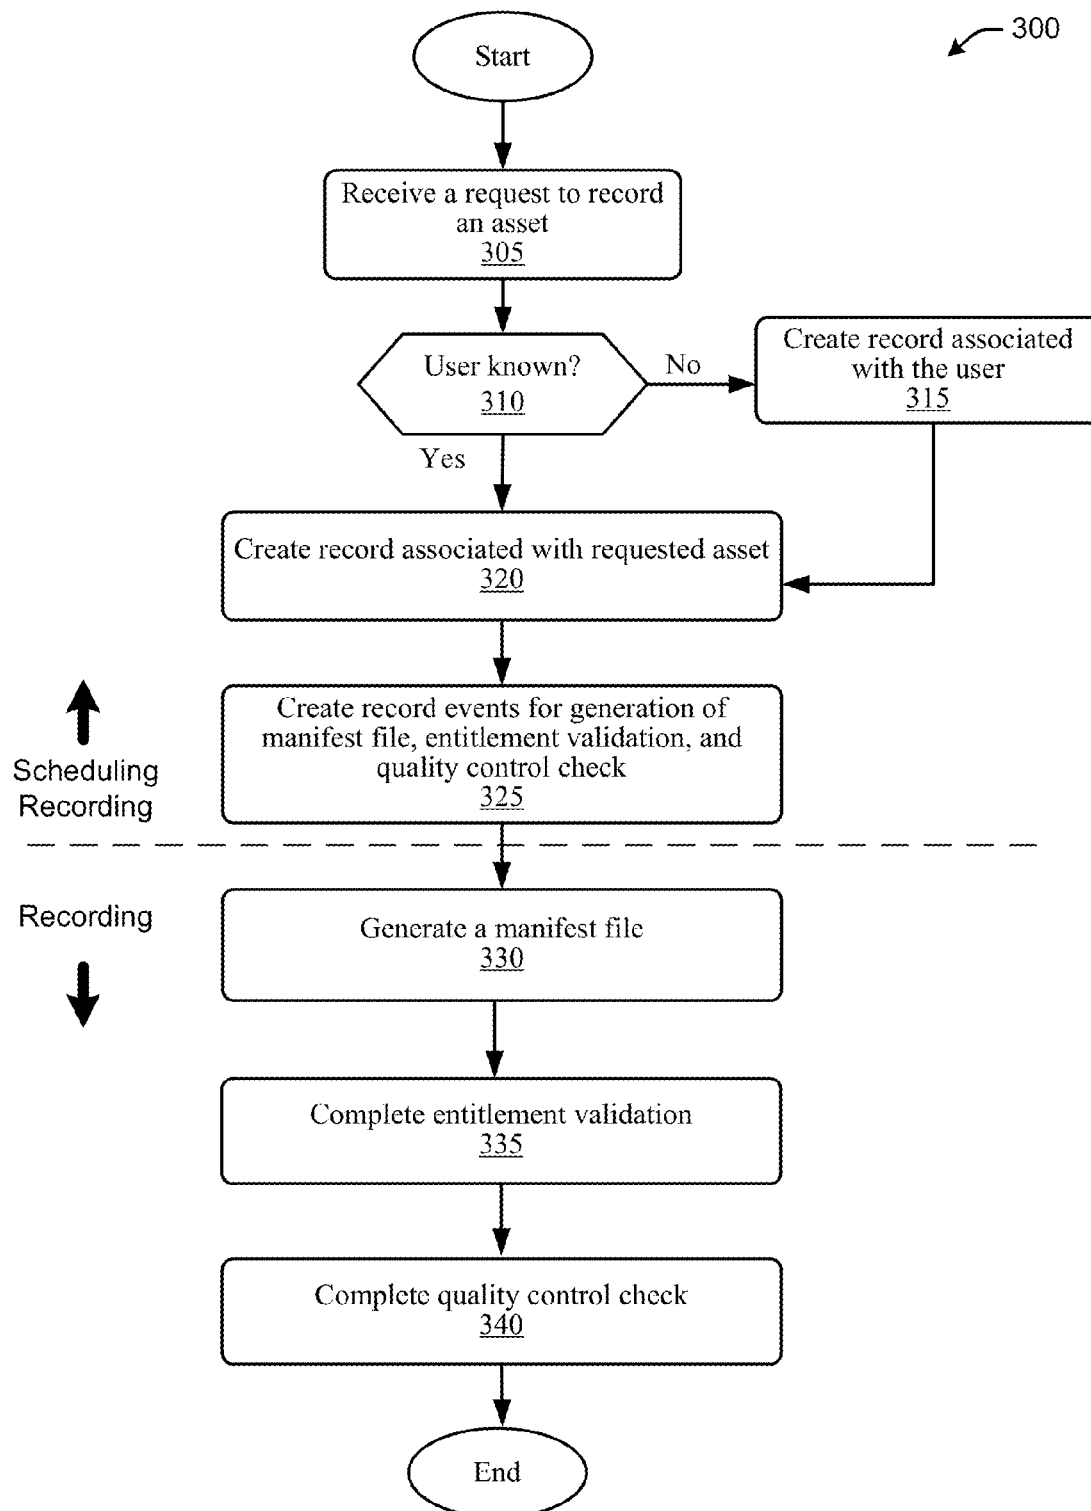 300
Start
Receive a request to record
an asset
305
User known?
310
No
Create record associated
with the user
315
Yes
Create record associated with requested asset
320
Create record events for generation of
manifest file, entitlement validation, and
quality control check
325
Scheduling
Recording
Recording
Generate a manifest file
330
Complete entitlement validation
335
Complete quality control check
340
End